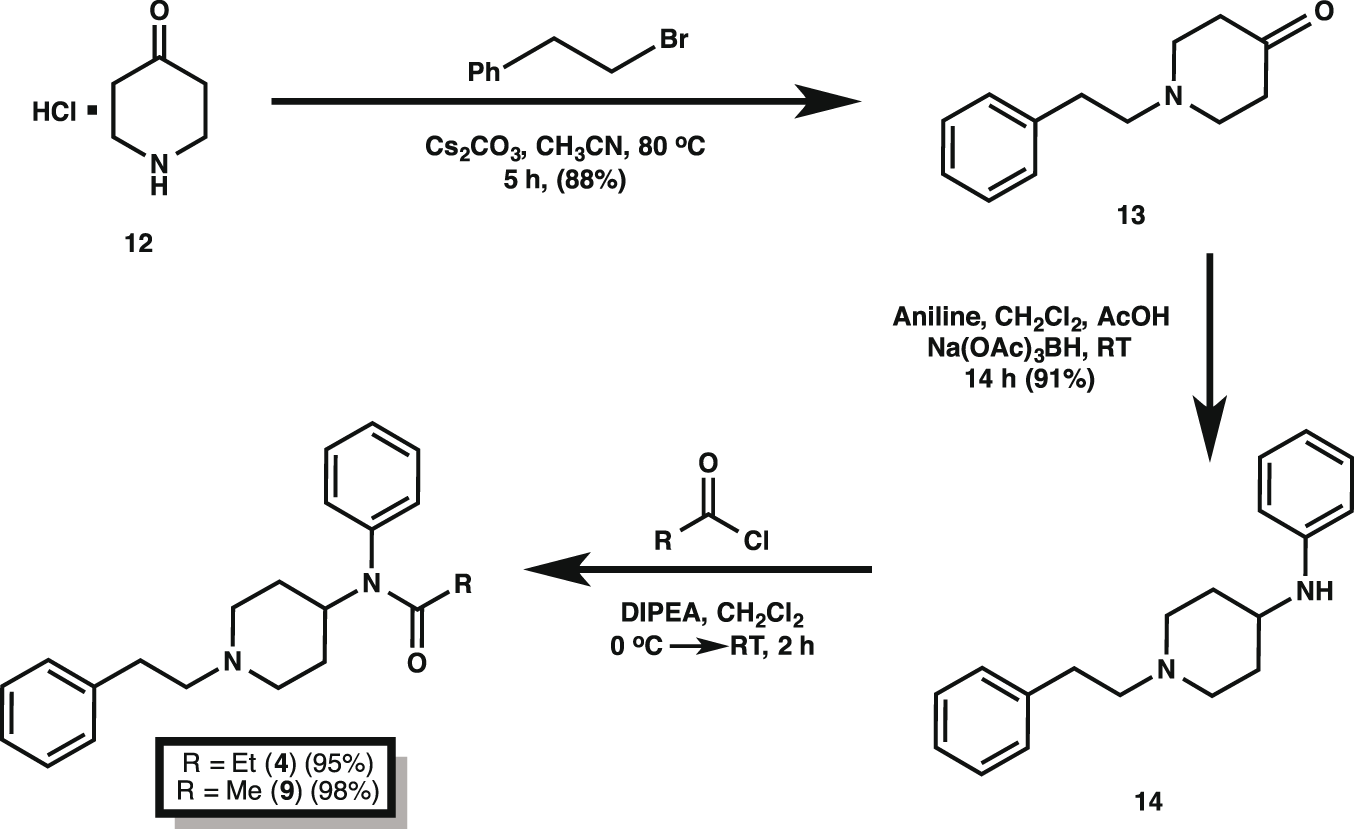 O
HCl
N
H
12
Ph
Br
Cs2CO3, CH3CN, 80 ºC
5 h, (88%)
O
N
13
Aniline, CH2Cl2, AcOH
Na(OAc)3BH, RT
14 h (91%)
NH
N
14
O
R
Cl
DIPEA, CH2Cl2
0 ºC → RT, 2 h
N
R
O
N
R = Et (4) (95%)
R = Me (9) (98%)